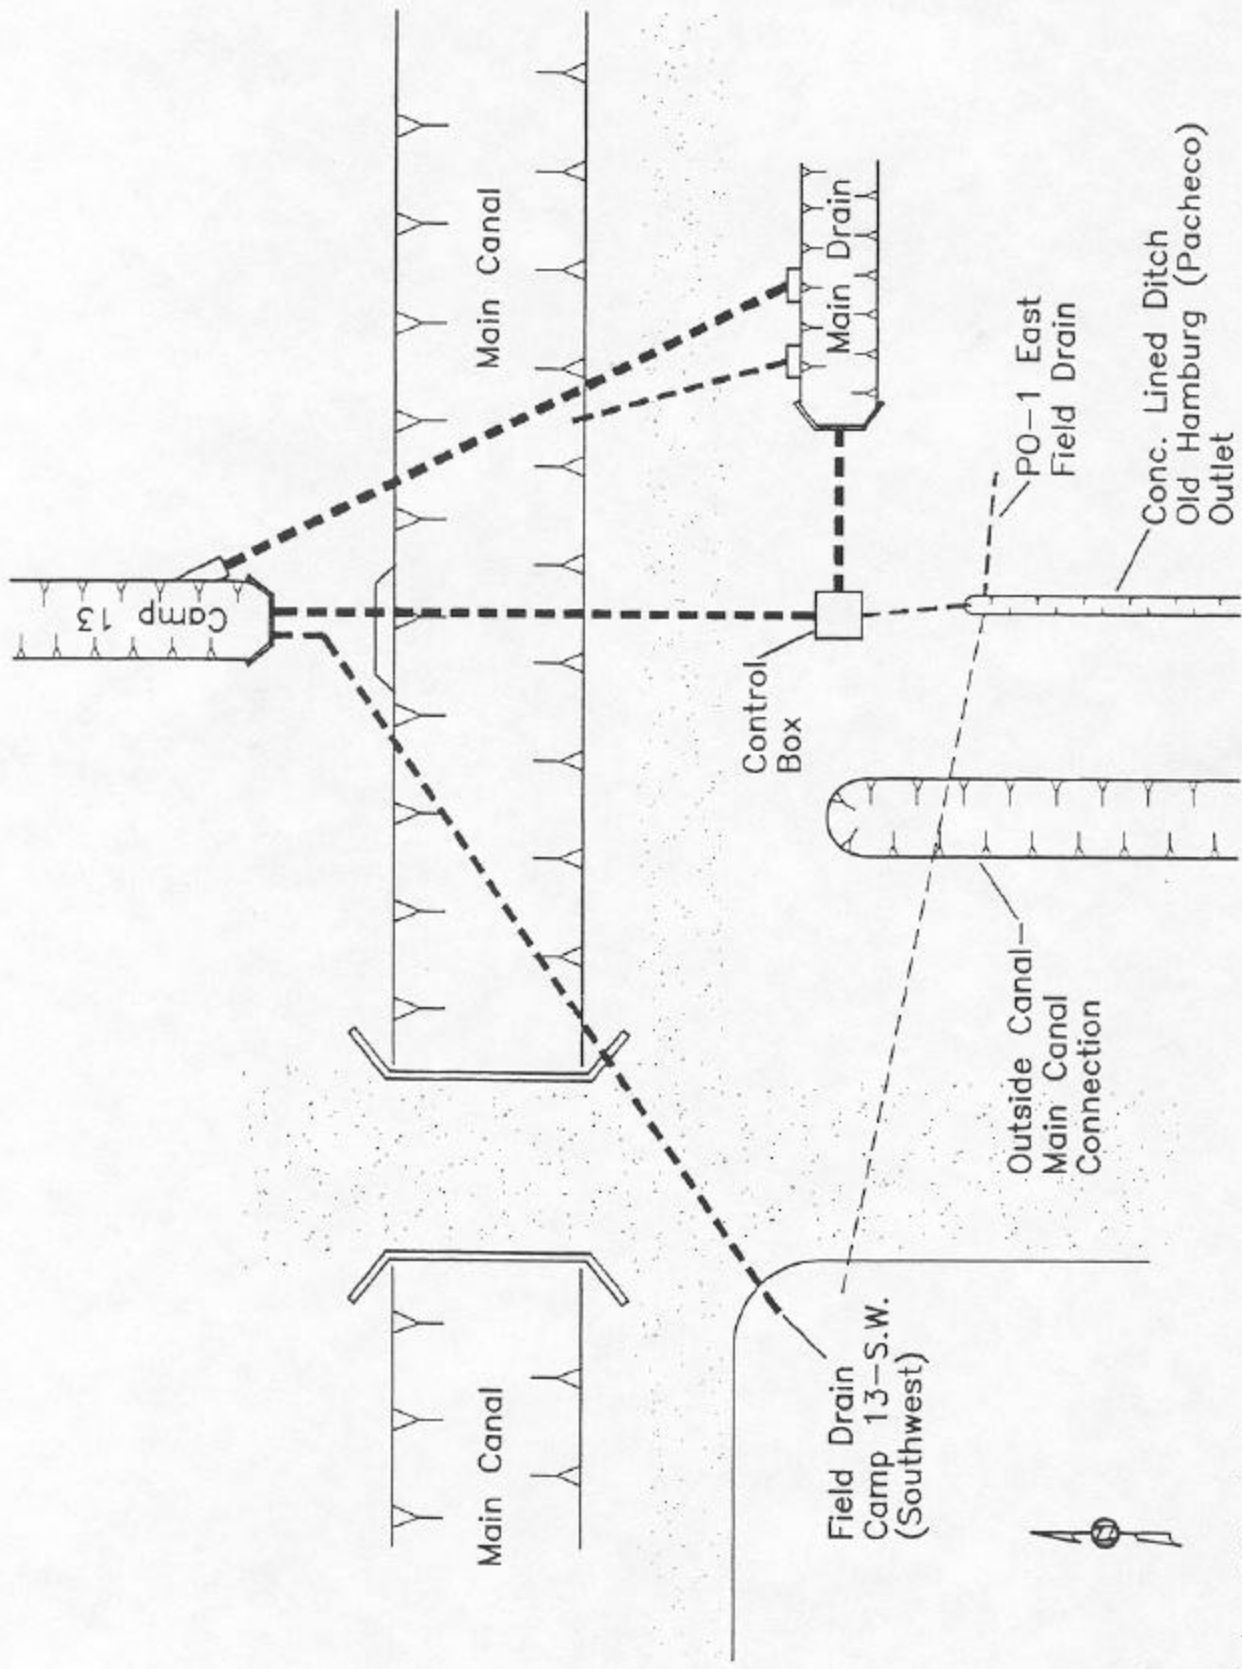 Camp 13
Main Canal
Main Drain
PO-1 East
Field Drain
Conc. Lined Ditch
Old Hamburg (Pacheco)
Outlet
Control
Box
Outside Canal-
Main Canal
Connection
Main Canal
Field Drain
Camp 13-S.W.
(Southwest)